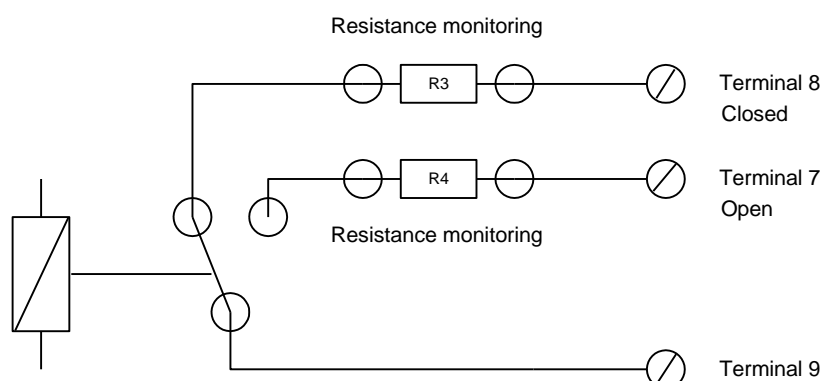 Resistance monitoring
R3
Terminal 8
Closed
R4
Terminal 7
Open
Resistance monitoring
Terminal 9